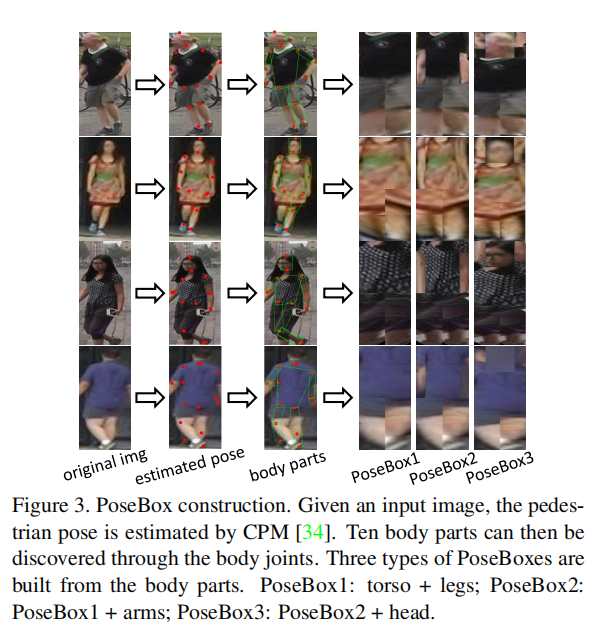 original img
estimated pose
body parts
PoseBox1
PoseBox2
PoseBox3
Figure 3. PoseBox construction. Given an input image, the pedes-
trian pose is estimated by CPM [34]. Ten body parts can then be
discovered through the body joints. Three types of PoseBoxes are
built from the body parts. PoseBox1: torso + legs; PoseBox2:
PoseBox1 + arms; PoseBox3: PoseBox2 + head.